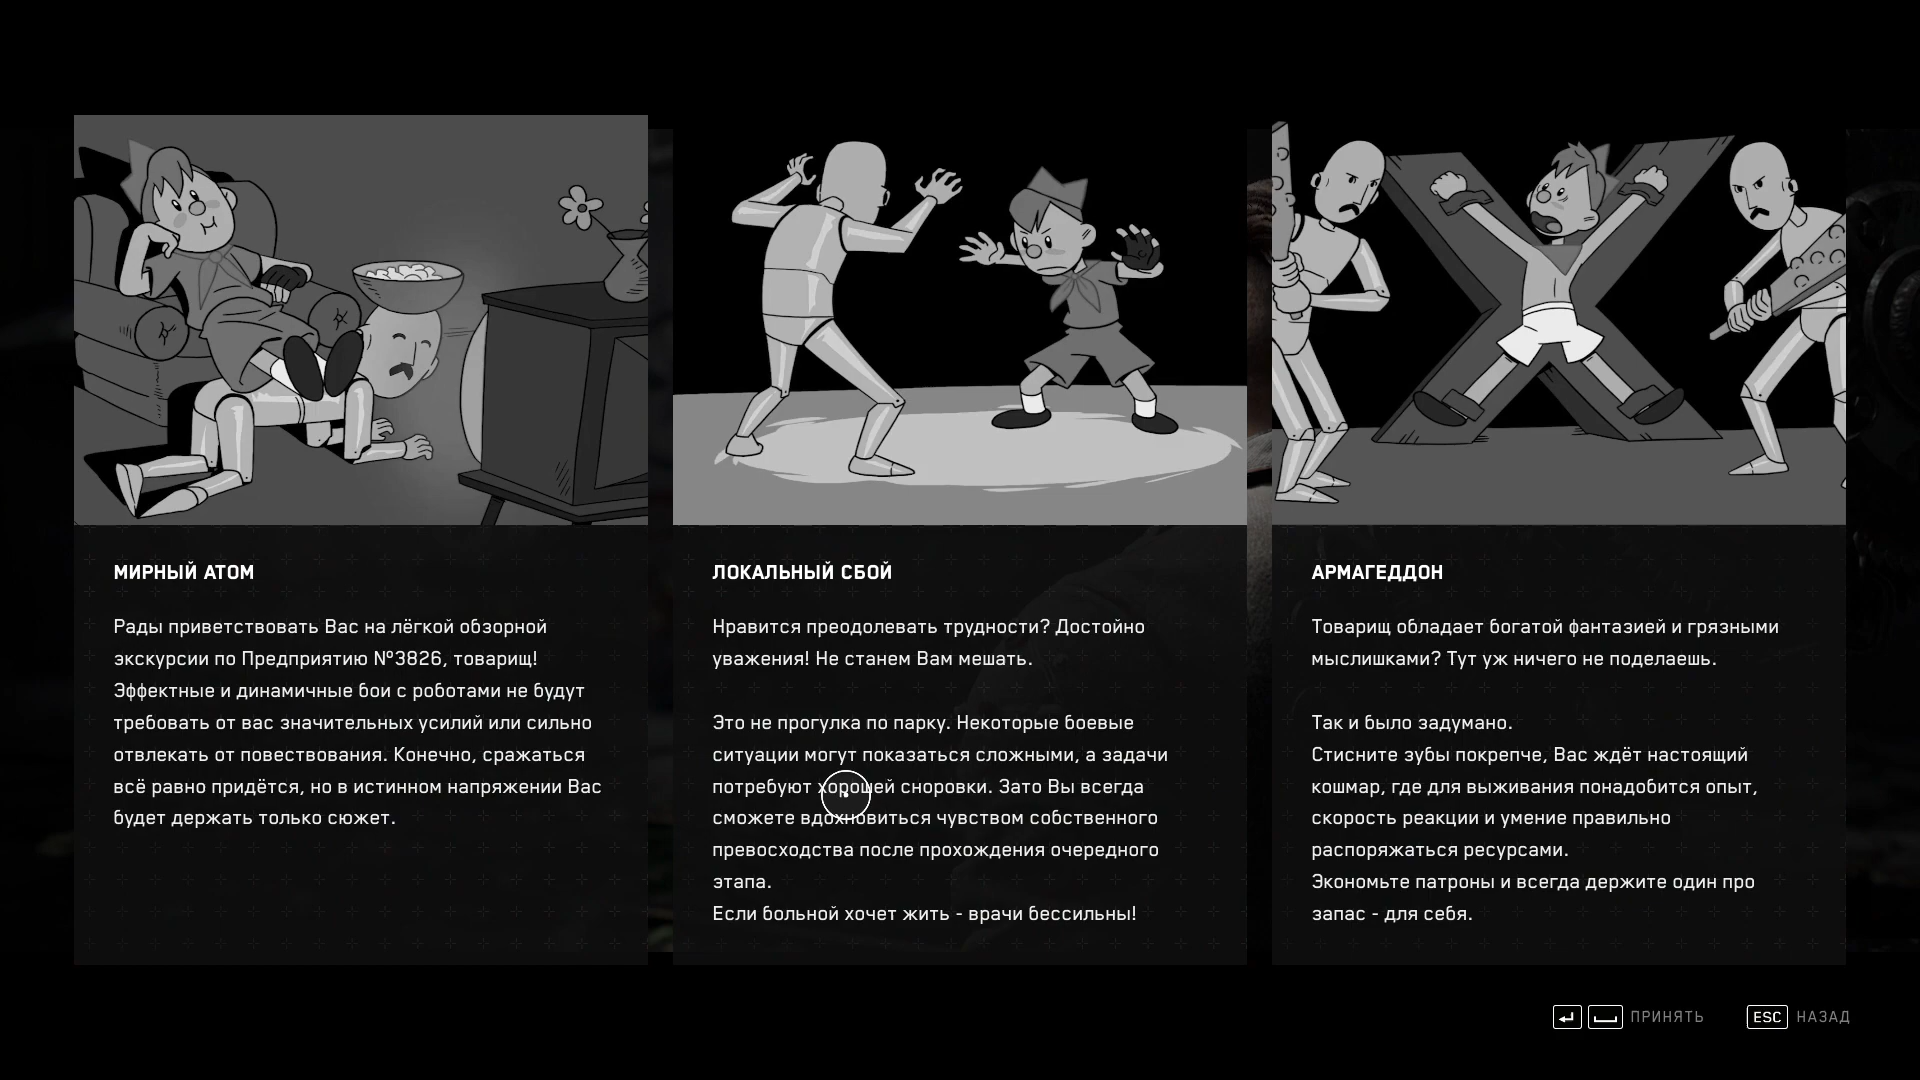 МИРНЫЙ АТОМ
Рады приветствовать Вас на лёгкой обзорной
экскурсии по Предприятию №3826, товарищ!
Эффектные и динамичные бои с роботами не будут
требовать от вас значительных усилий или сильно
отвлекать от повествования. Конечно, сражаться
всё равно придётся, но в истинном напряжении Вас
будет держать только сюжет.
ЛОКАЛЬНЫЙ СБОЙ
Нравится преодолевать трудности? Достойно
уважения! Не станем Вам мешать.
Это не прогулка по парку. Некоторые боевые
ситуации могут показаться сложными, а задачи
потребуют хорошей сноровки. Зато Вы всегда
сможете вдохновиться чувством собственного
превосходства после прохождения очередного
этапа.
Если больной хочет жить - врачи бессильны!
АРМАГЕДДОН
Товарищ обладает богатой фантазией и грязными
мыслишками? Тут уж ничего не поделаешь.
Так и было задумано.
Стисните зубы покрепче, Вас ждёт настоящий
кошмар, где для выживания понадобится опыт,
скорость реакции и умение правильно
распоряжаться ресурсами.
Экономьте патроны и всегда держите один про
запас - для себя.
ПРИНЯТЬ
ESC НАЗАД